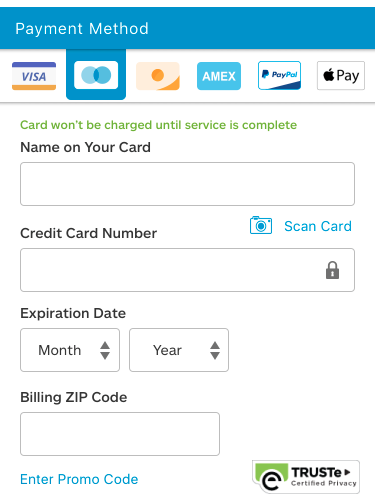 Payment Method
VISA
AMEX
PayPal
Pay
Card won't be charged until service is complete
Name on Your Card
Scan Card
Credit Card Number
Expiration Date
Month
Year
Billing ZIP Code
Enter Promo Code
TRUSTe
Certified Privacy